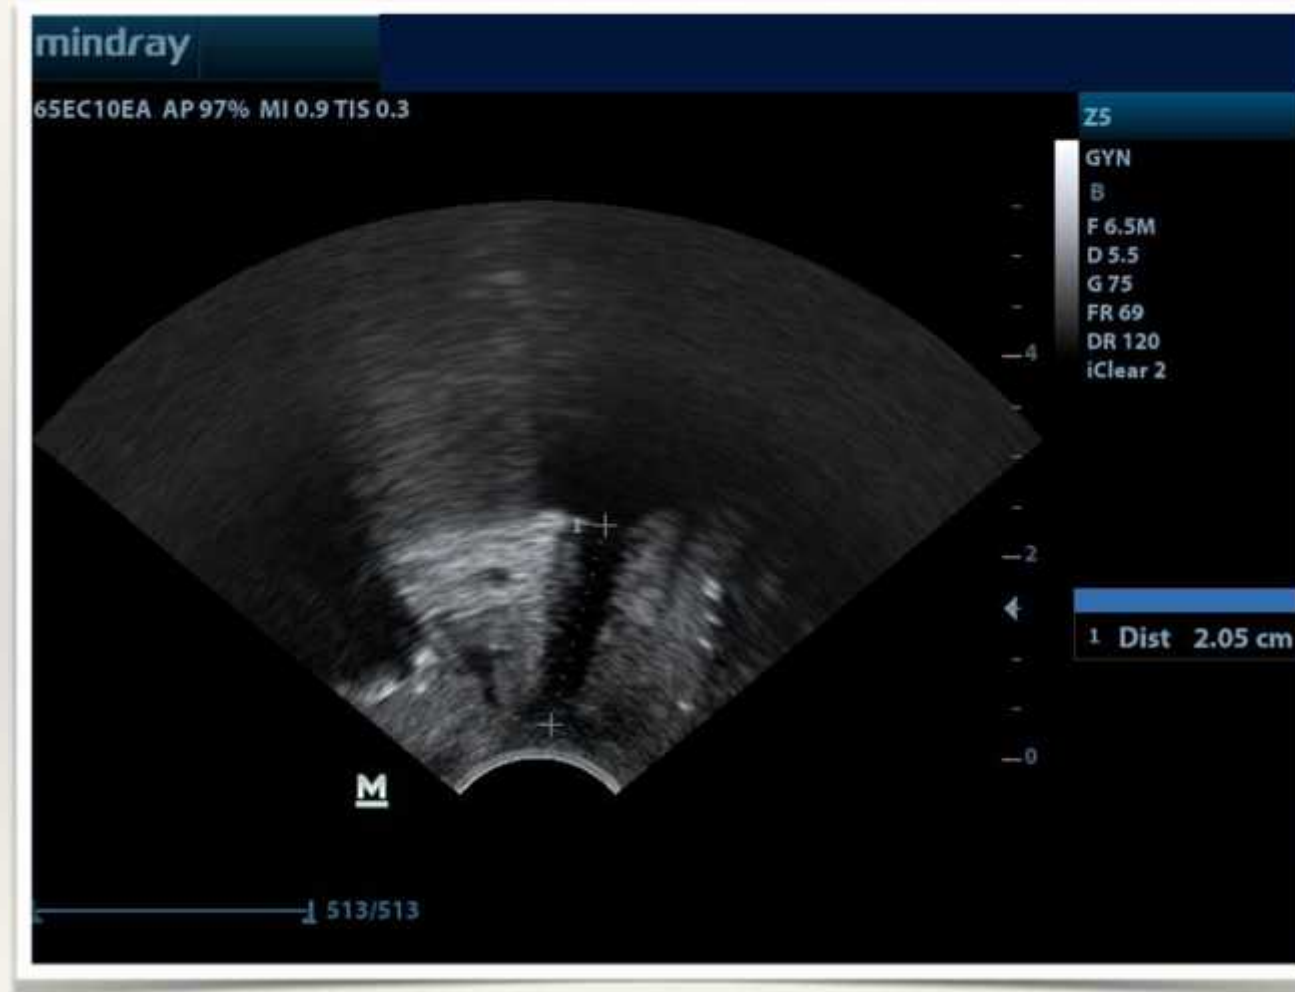 mindray
65EC10EA AP 97% MI 0.9 TIS 0.3
Z5
GYN
B
F 6.5M
D 5.5
G 75
FR 69
DR 120
iClear 2
4
1
2
1 Dist 2.05 cm
0
M
513/513